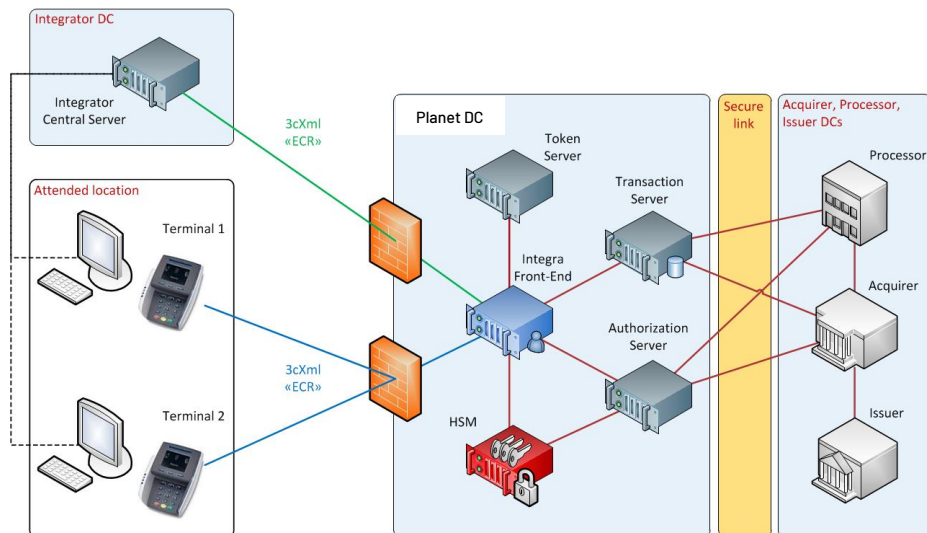 Integrator DC
Integrator
Central Server
3cXml
«ECR»
Attended location
Terminal 1
Terminal 2
3cXml
«ECR»
Planet DC
Token
Server
Transaction
Server
Integra
Front-End
Authorization
Server
HSM
Secure
link
Acquirer, Processor,
Issuer DCs
Processor
Acquirer
Issuer